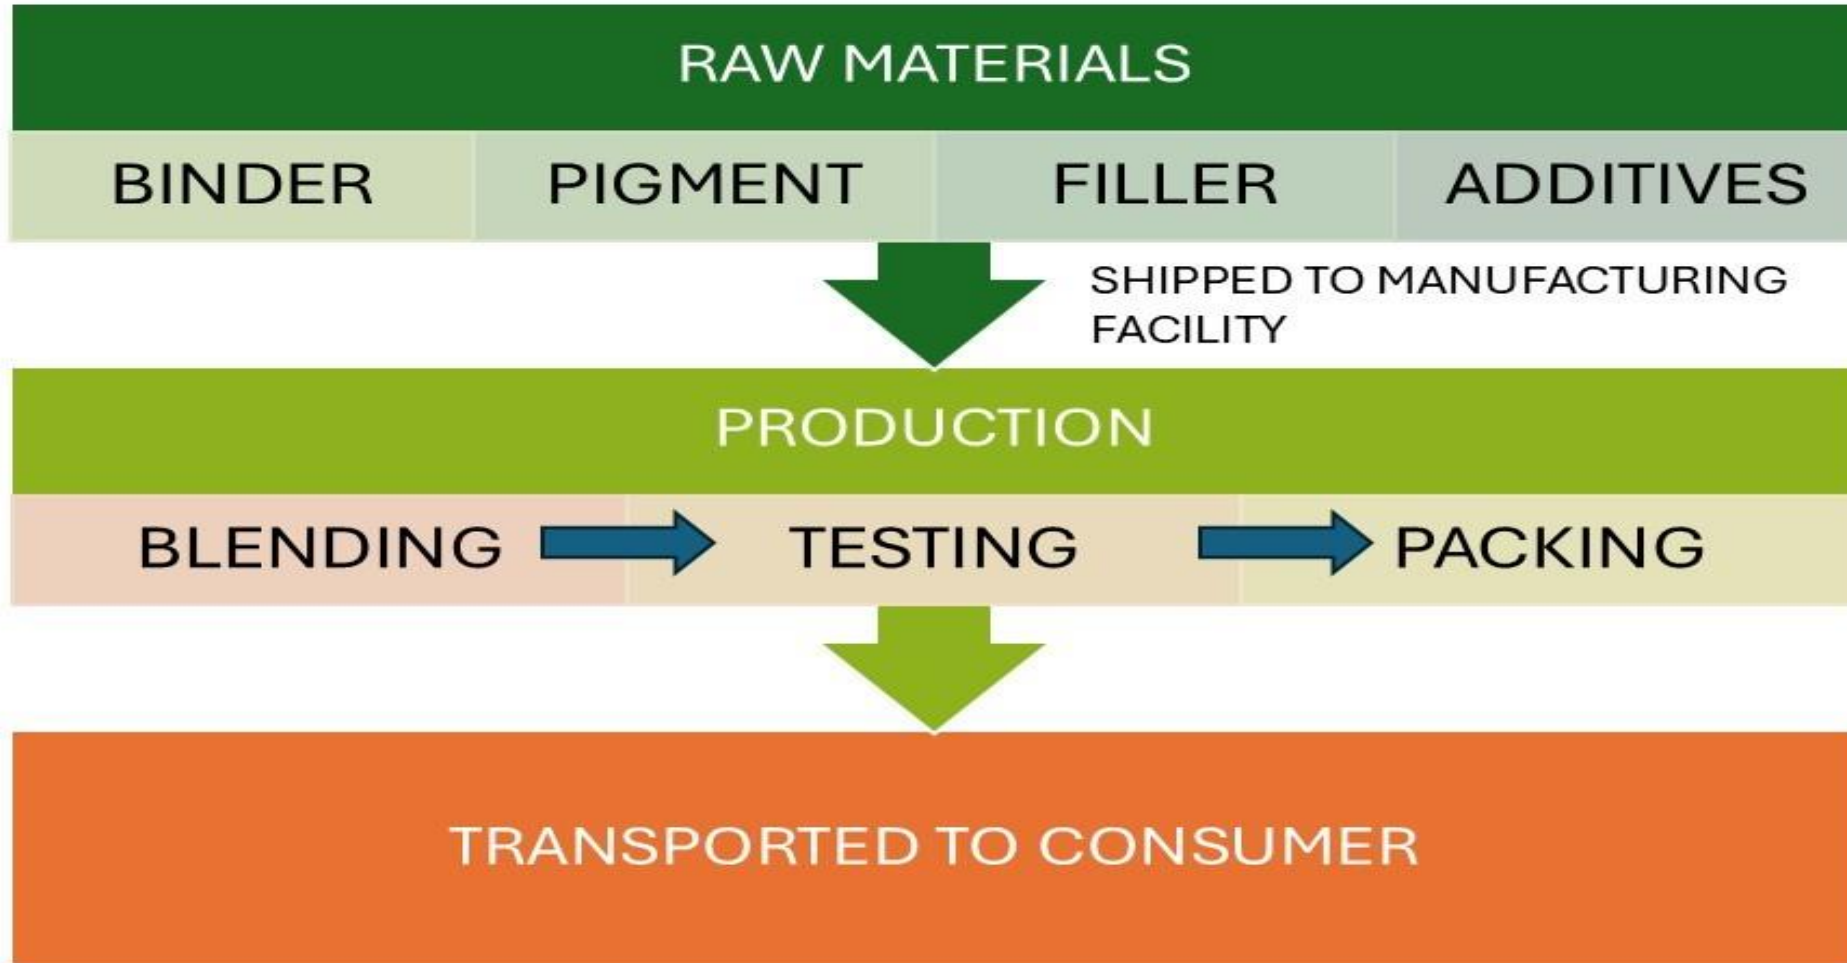 RAW MATERIALS
BINDER PIGMENT FILLER ADDITIVES
SHIPPED TO MANUFACTURING
FACILITY
PRODUCTION
BLENDING TESTING PACKING
TRANSPORTED TO CONSUMER